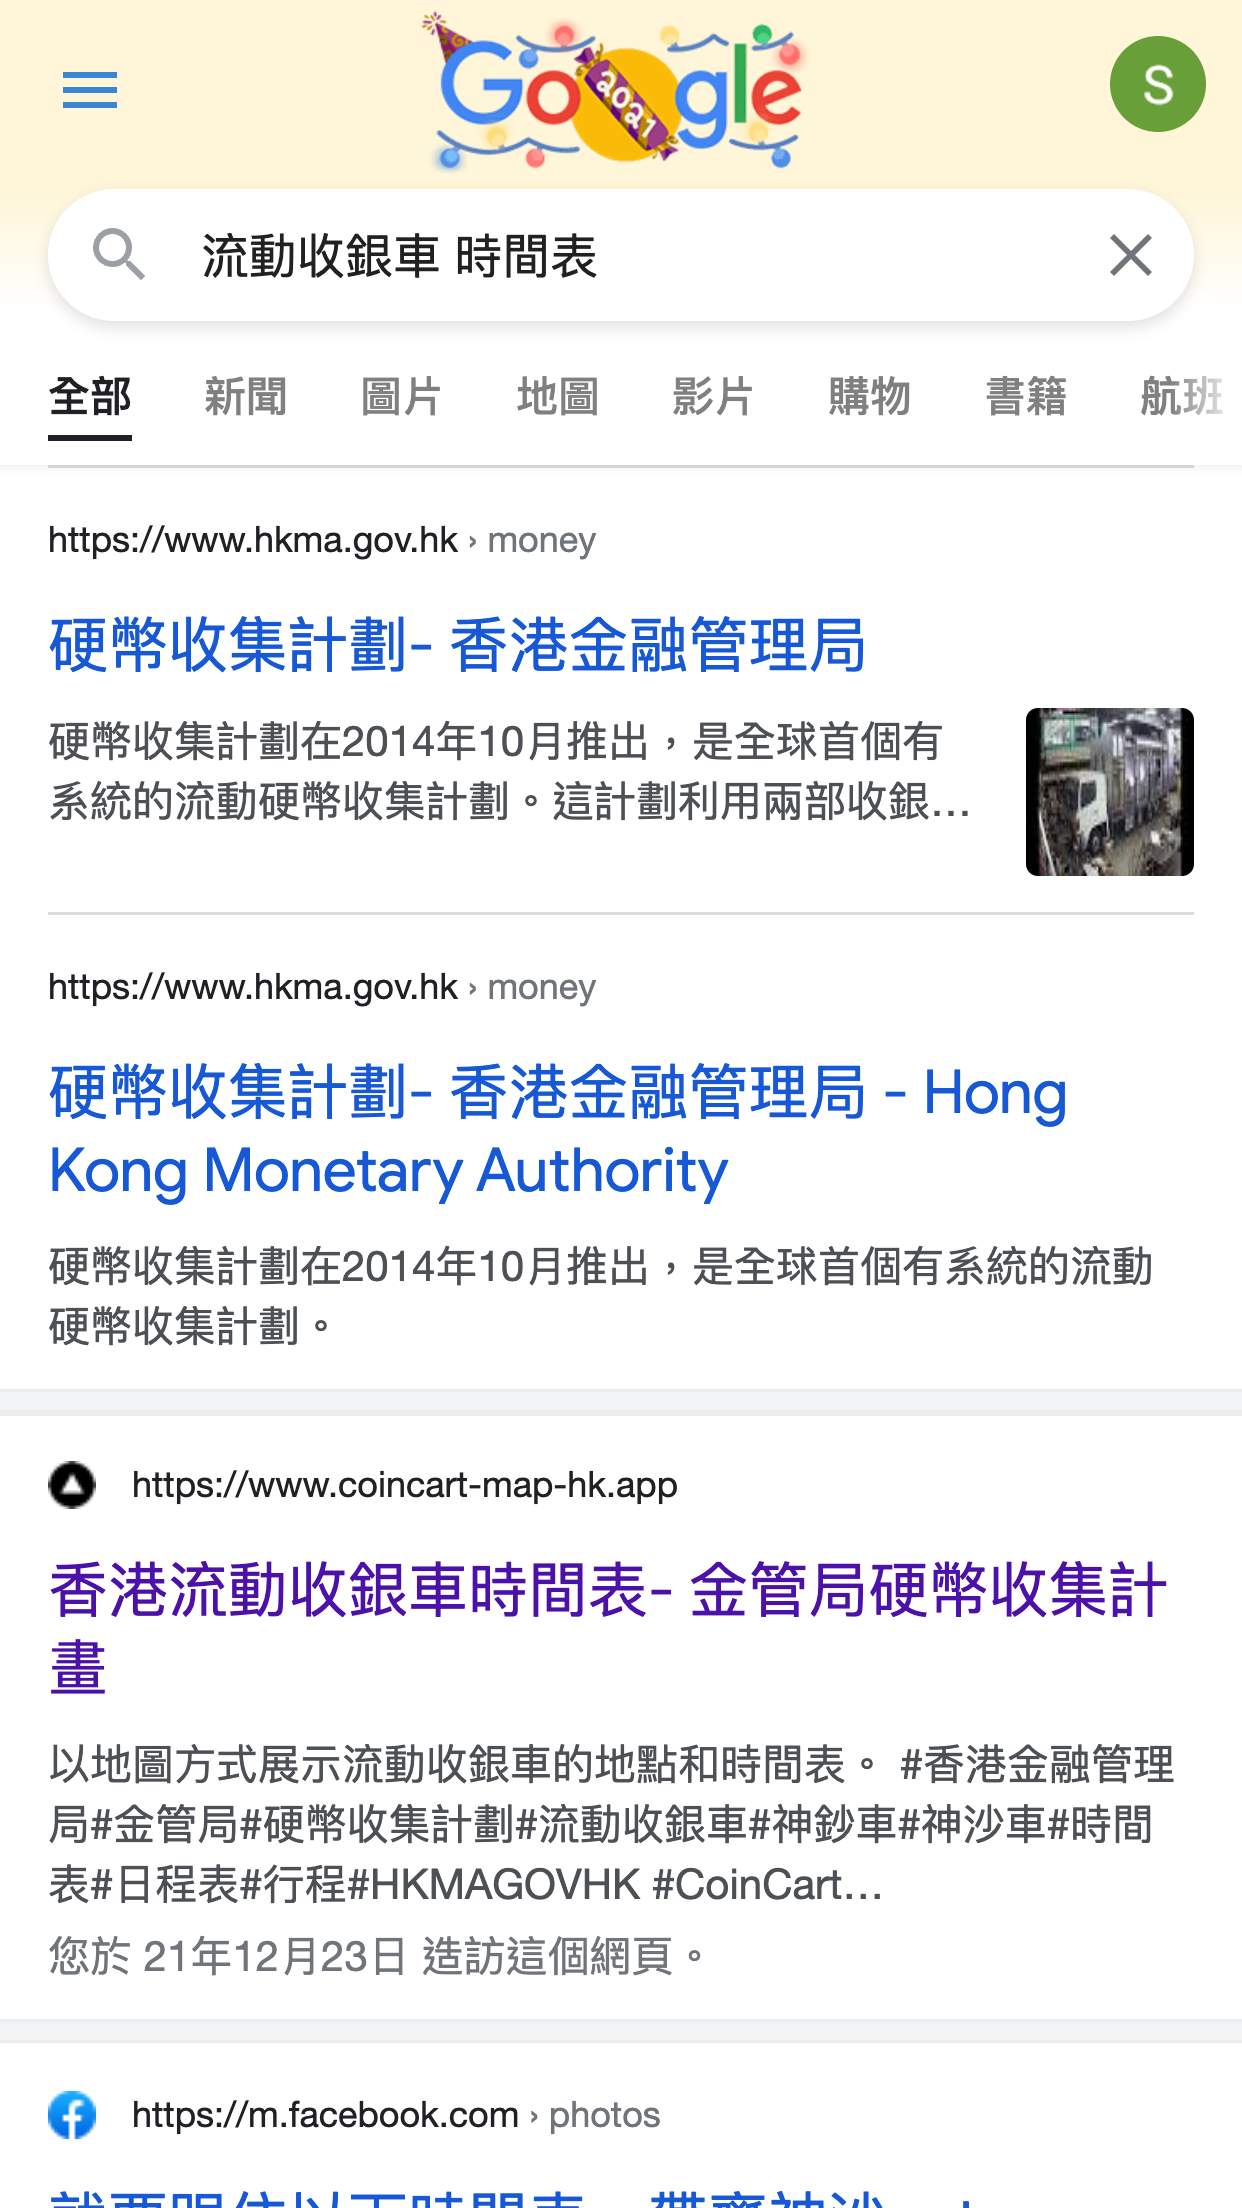 Google
2021
S
流動收銀車 時間表
全部 新聞 圖片 地圖 影片 購物 書籍 航班
https://www.hkma.gov.hk › money
硬幣收集計劃- 香港金融管理局
硬幣收集計劃在2014年10月推出，是全球首個有
系統的流動硬幣收集計劃。這計劃利用兩部收銀...
https://www.hkma.gov.hk › money
硬幣收集計劃- 香港金融管理局 - Hong
Kong Monetary Authority
硬幣收集計劃在2014年10月推出，是全球首個有系統的流動
硬幣收集計劃。
https://www.coincart-map-hk.app
香港流動收銀車時間表- 金管局硬幣收集計
畫
以地圖方式展示流動收銀車的地點和時間表。 #香港金融管理
局#金管局#硬幣收集計劃#流動收銀車#神鈔車#神沙車#時間
表#日程表#行程#HKMAGOVHK #CoinCart...
您於 21年12月23日 造訪這個網頁。
https://m.facebook.com › photos